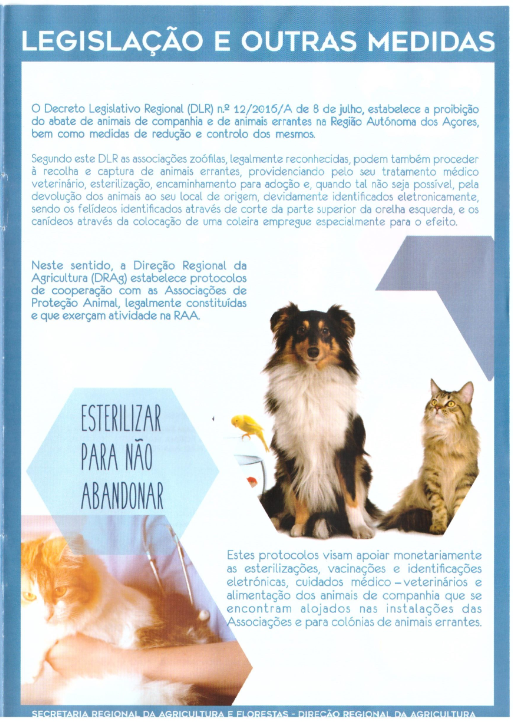 LEGISLAÇÃO E OUTRAS MEDIDAS
O Decreto Legislativo Regional (DLR) n.º 12/2016/A de 8 de julho, estabelece a proibição
do abate de animais de companhia e de animais errantes na Região Autónoma dos Açores,
bem como medidas de redução e controlo dos mesmos.
Segundo este DLR as associações zoófilas, legalmente reconhecidas, podem também proceder
à recolha e captura de animais errantes, providenciando pelo seu tratamento médico
veterinário, esterilização, encaminhamento para adoção e, quando tal não seja possível, pela
devolução dos animais ao seu local de origem, devidamente identificados eletronicamente,
sendo os felídeos identificados através de corte da parte superior da orelha esquerda, e os
canídeos através da colocação de uma coleira empregue especialmente para o efeito.
Neste sentido, a Direção Regional da
Agricultura (DRAg) estabelece protocolos
de cooperação com as Associações de
Proteção Animal, legalmente constituídas
e que exerçam atividade na RAA.
ESTERILIZAR
PARA NÃO
ABANDONAR
Estes protocolos visam apoiar monetariamente
as esterilizações, vacinações e identificações
eletrónicas, cuidados médico – veterinários e
alimentação dos animais de companhia que se
encontram alojados nas instalações das
Associações e para colónias de animais errantes.
SECRETARIA REGIONAL DA AGRICULTURA E FLORESTAS - DIREÇÃO REGIONAL DA AGRICULTURA